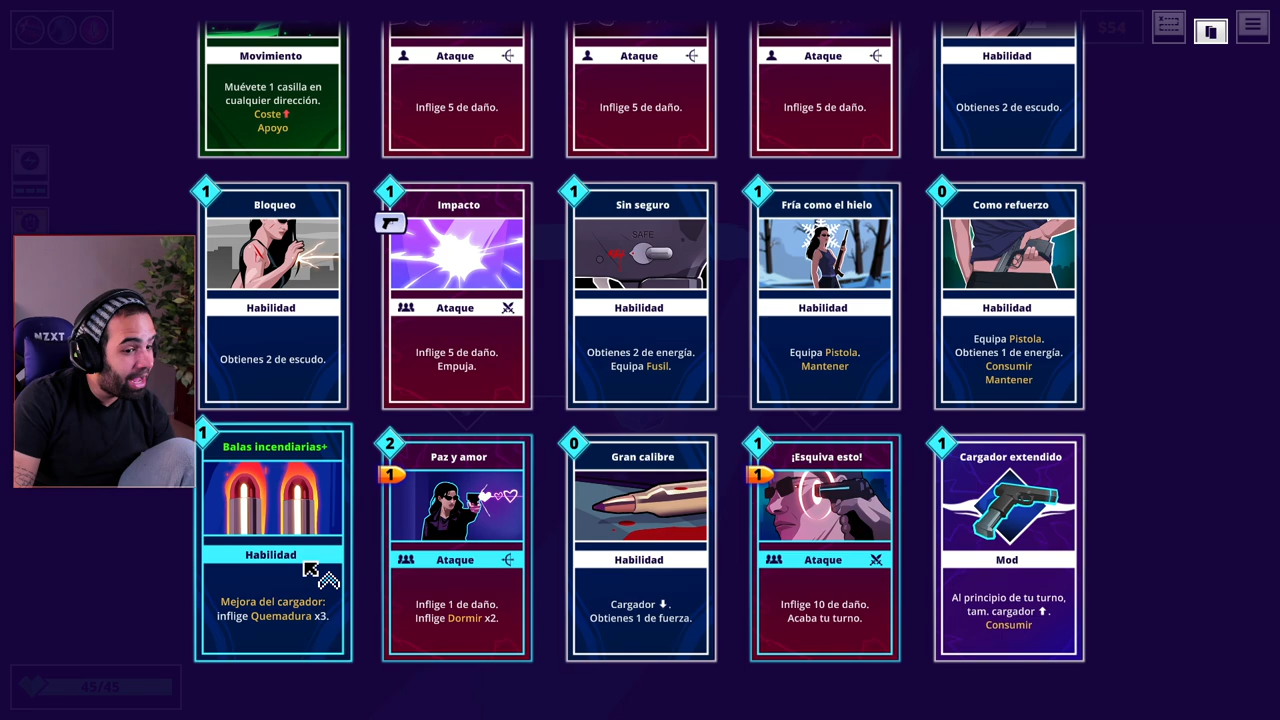 $54
Movimiento
Muévete 1 casilla en
cualquier dirección.
Coste
Apoyo
Ataque
Inflige 5 de daño.
Ataque
Inflige 5 de daño.
Ataque
Inflige 5 de daño.
Habilidad
Obtienes 2 de escudo.
1
Bloqueo
Habilidad
Obtienes 2 de escudo.
1
Impacto
Ataque
Inflige 5 de daño.
Empuja.
1
Sin seguro
SAFE
Habilidad
Obtienes 2 de energía.
Equipa Fusil.
1
Fría como el hielo
Habilidad
Equipa Pistola.
Mantener
0
Como refuerzo
Habilidad
Equipa Pistola.
Obtienes 1 de energía.
Consumir
Mantener
NZXT
1
Balas incendiarias+
Habilidad
Mejora del cargador:
inflige Quemadura x3.
2
1
Paz y amor
Ataque
Inflige 1 de daño.
Inflige Dormir x2.
0
Gran calibre
Habilidad
Cargador ⬇.
Obtienes 1 de fuerza.
1
1
¡Esquiva esto!
Ataque
Inflige 10 de daño.
Acaba tu turno.
1
Cargador extendido
Mod
Al principio de tu turno,
tam. cargador ⬆.
Consumir
45/45